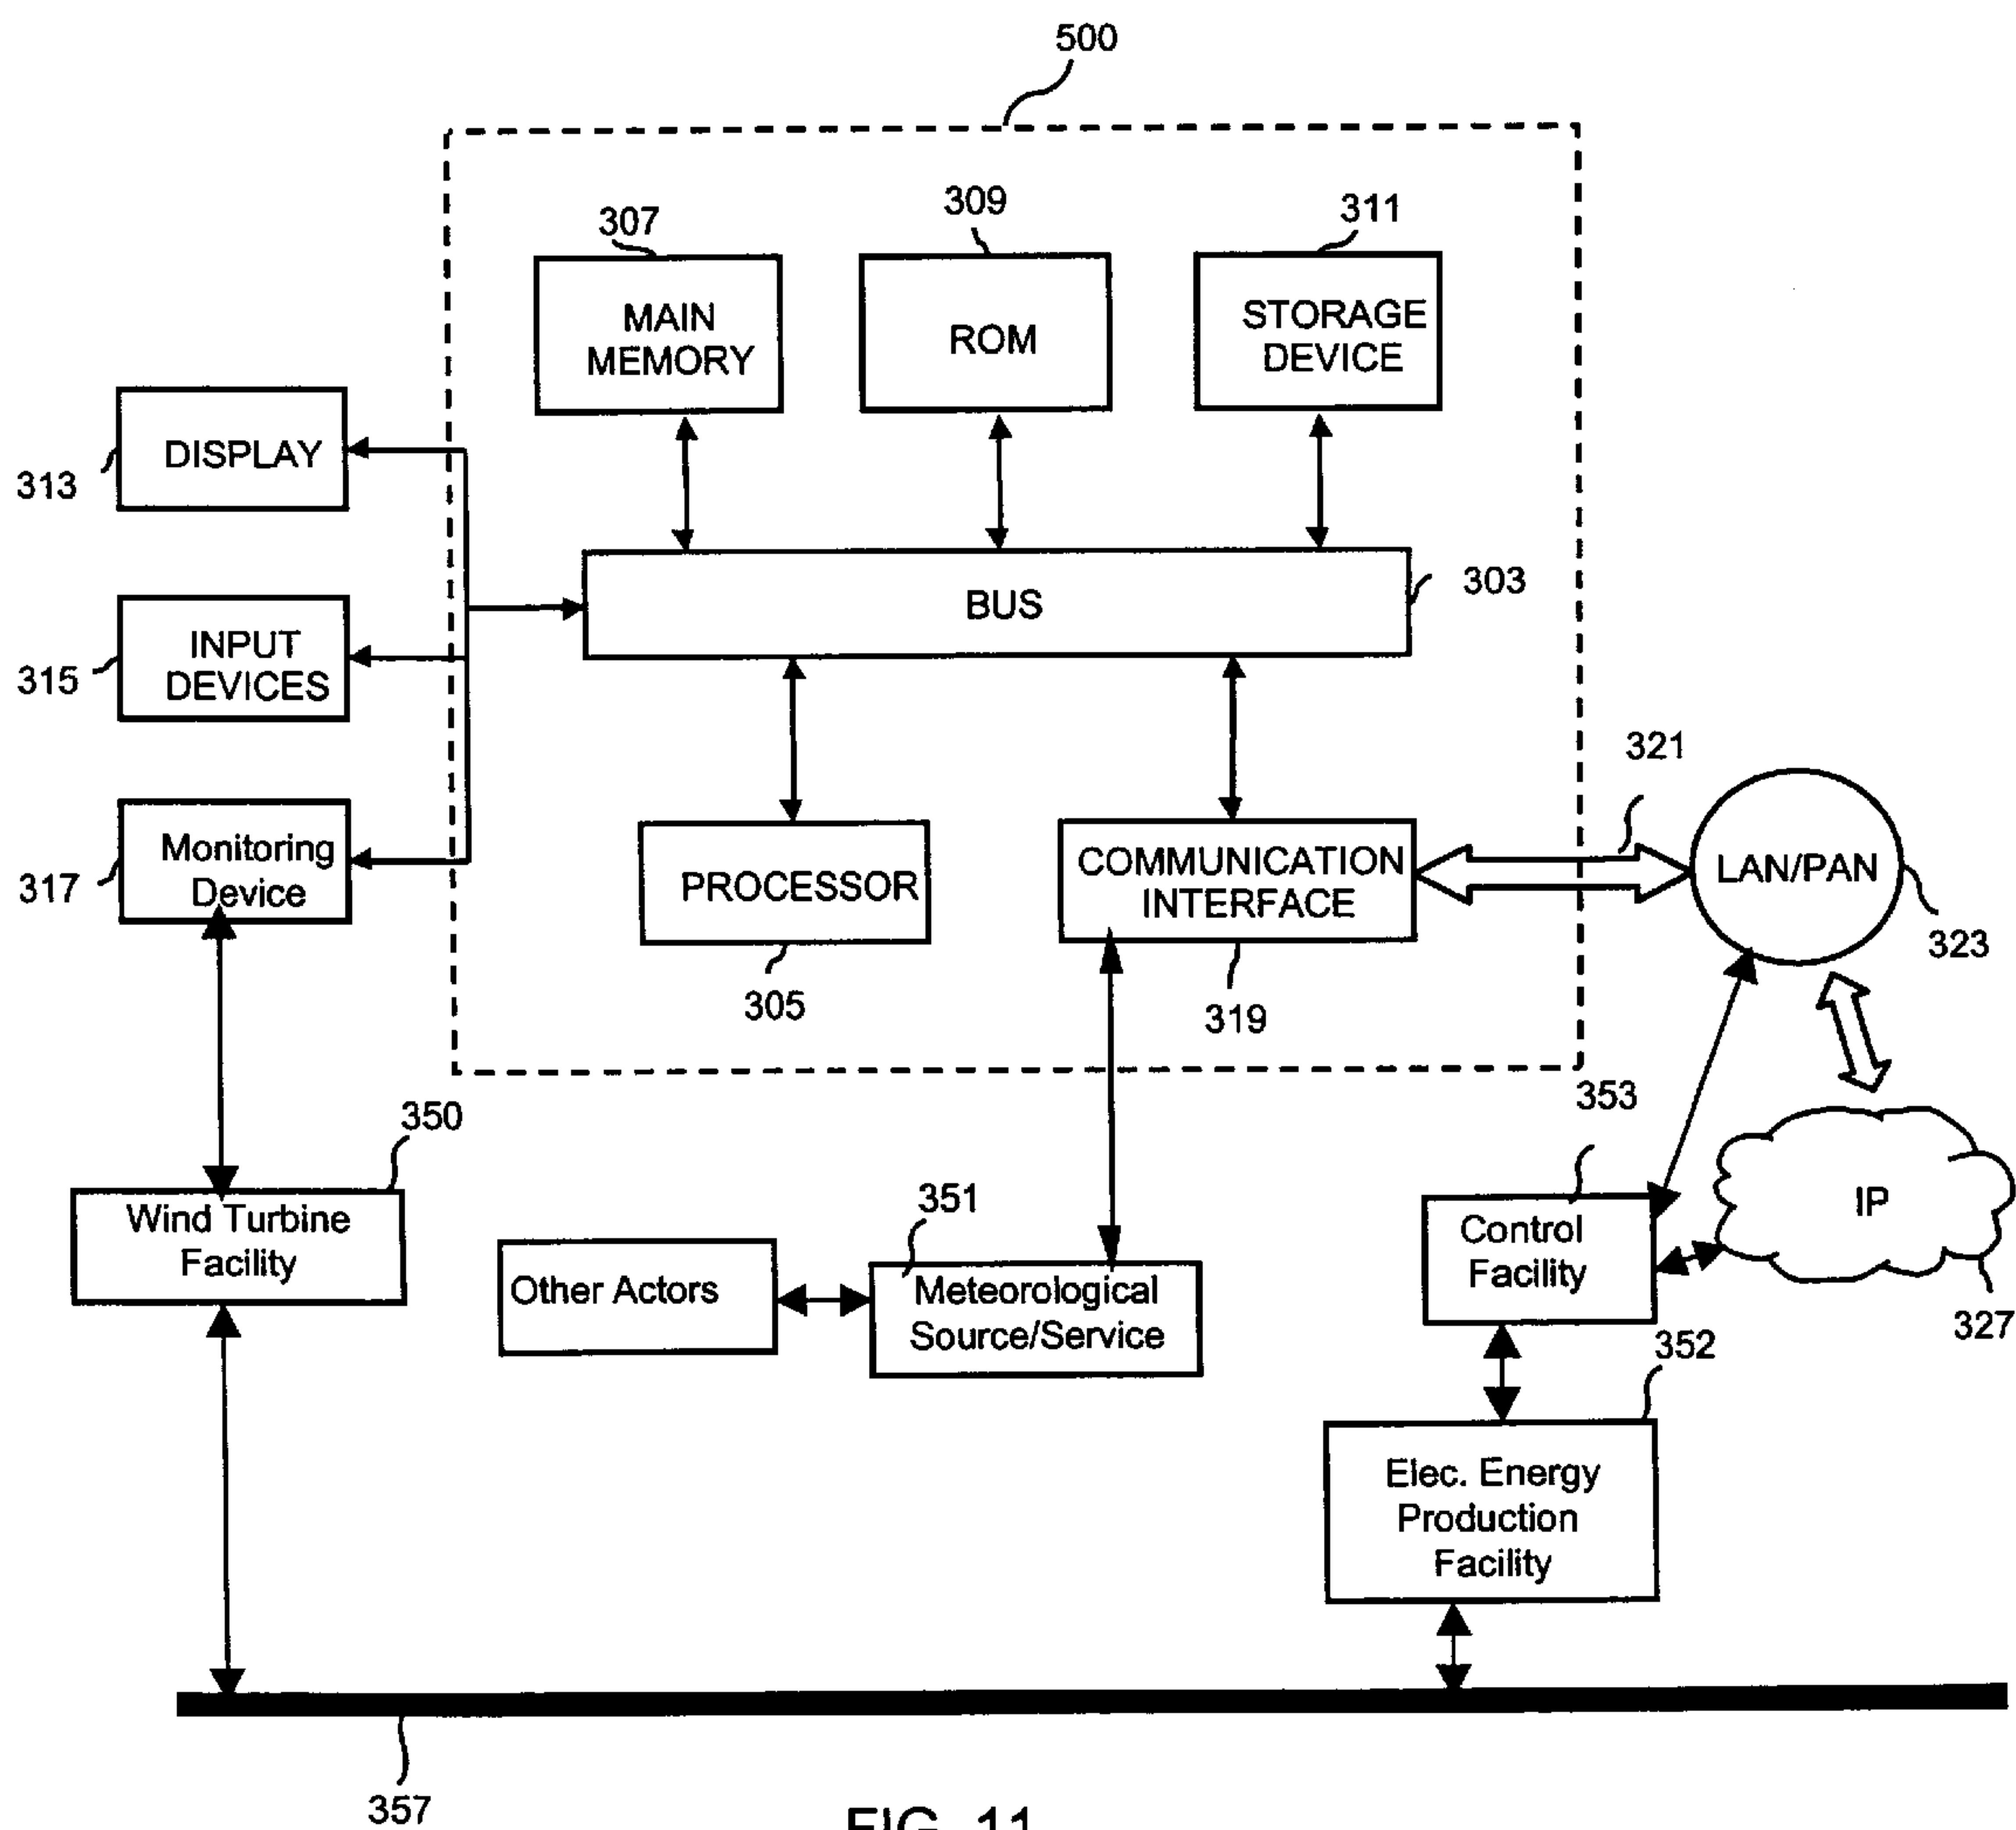 500
307
309
311
MAIN
MEMORY
ROM
STORAGE
DEVICE
DISPLAY
313
BUS
303
INPUT
DEVICES
315
321
Monitoring
Device
317
PROCESSOR
305
COMMUNICATION
INTERFACE
319
LAN/PAN
323
350
Wind Turbine
Facility
Other Actors
351
Meteorological
Source/Service
353
Control
Facility
IP
327
352
Elec. Energy
Production
Facility
357
FIG. 11